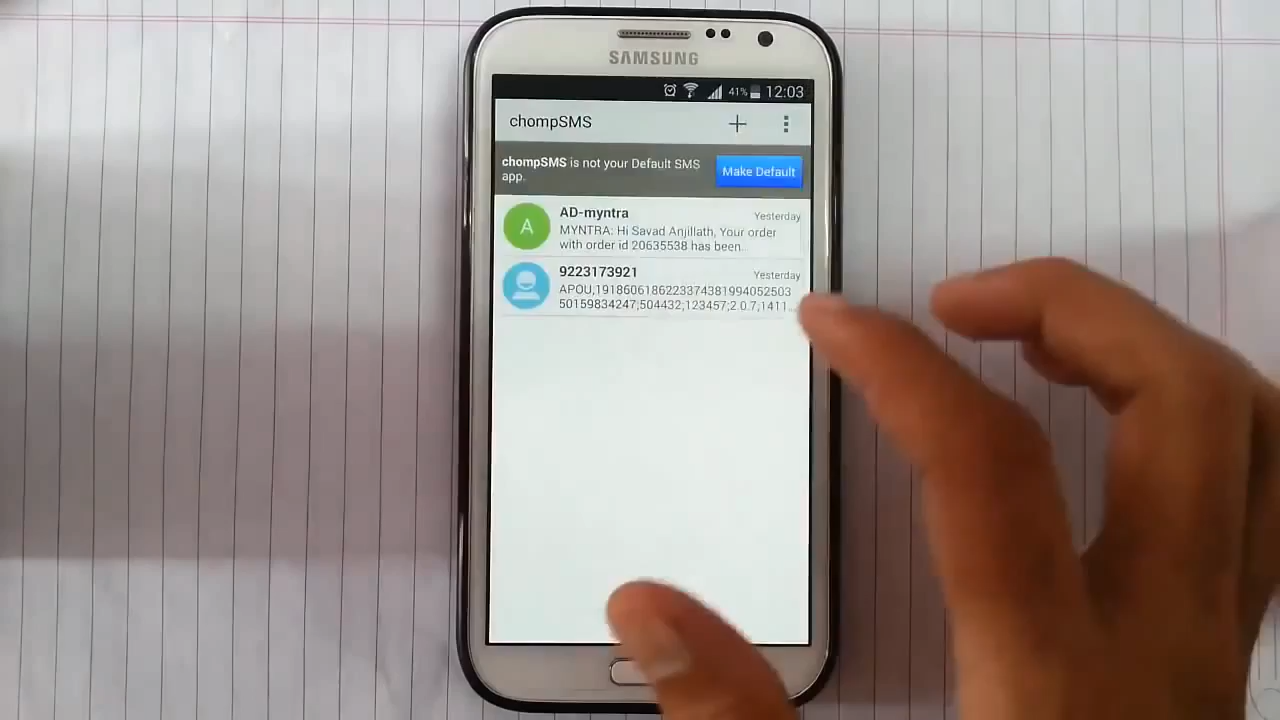 SAMSUNG
41% 12:03
chompSMS
chompSMS is not your Default SMS
app.
Make Default
A
AD-myntra
Yesterday
MYNTRA: Hi Savad Anjillath, Your order
with order id 20635538 has been...
9223173921
Yesterday
APOU,191860618622374381994052503
50159834247;504432;123457;2.0.7;1411...